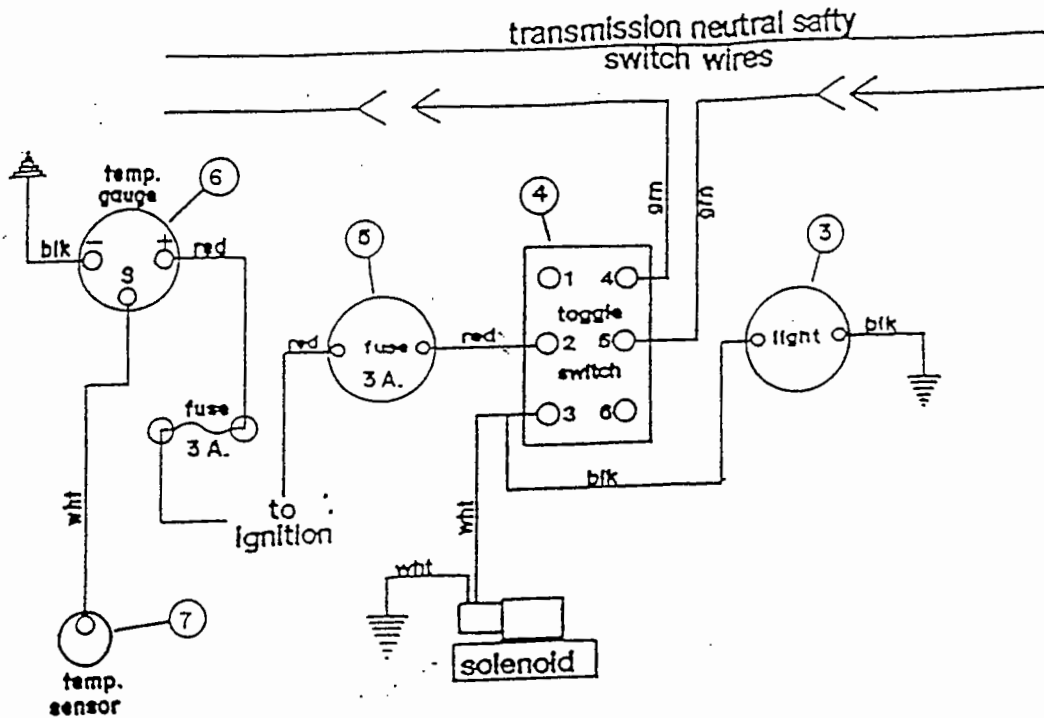 transmission neutral safty
switch wires
temp.
gauge
6
blk
-
+
red
S
5
red
fuse
3 A.
red
4
grn
grn
3
1
4
toggle
2
5
switch
3
6
light
blk
blk
fuse
3 A.
wht
to
ignition
wht
wht
solenoid
7
temp.
sensor